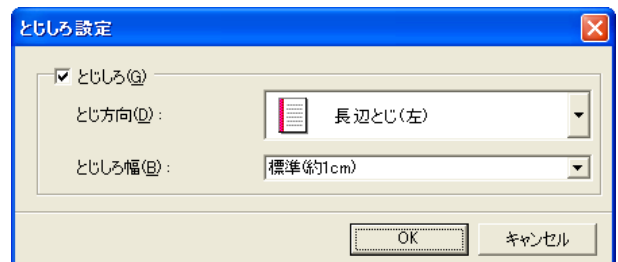 とじしろ設定
とじしろ(G)
とじ方向(D):
長辺とじ(左)
とじしろ幅(B):
標準(約1cm)
OK
キャンセル